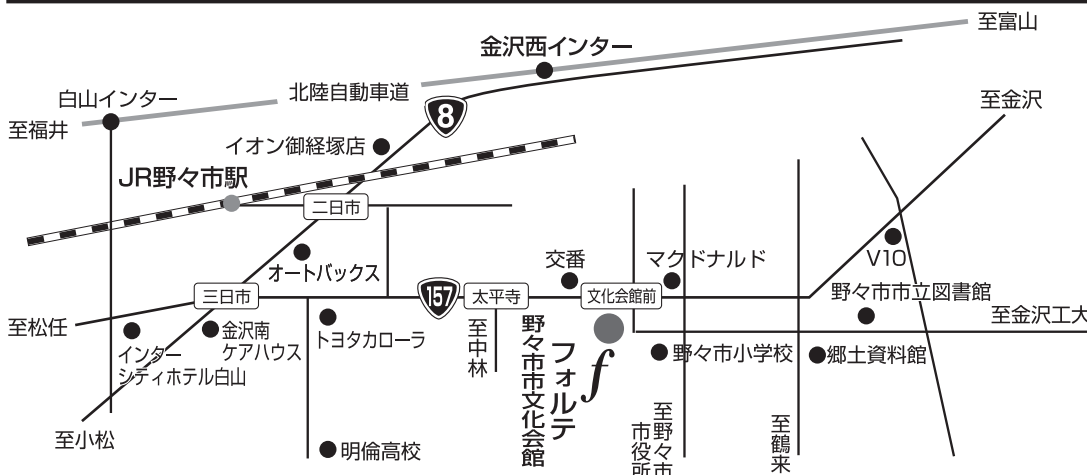 至富山
金沢西インター
北陸自動車道
白山インター
至福井
8
至金沢
イオン御経塚店
JR野々市駅
二日市
オートバックス
交番
マクドナルド
V10
三日市
157
太平寺
文化会館前
野々市市立図書館
至松任
インター
シティホテル白山
金沢南
ケアハウス
トヨタカローラ
至中林
野々市市文化会館
フォルテ
f
野々市小学校
郷土資料館
至金沢工大
至小松
明倫高校
至野々市
市役所
至鶴来